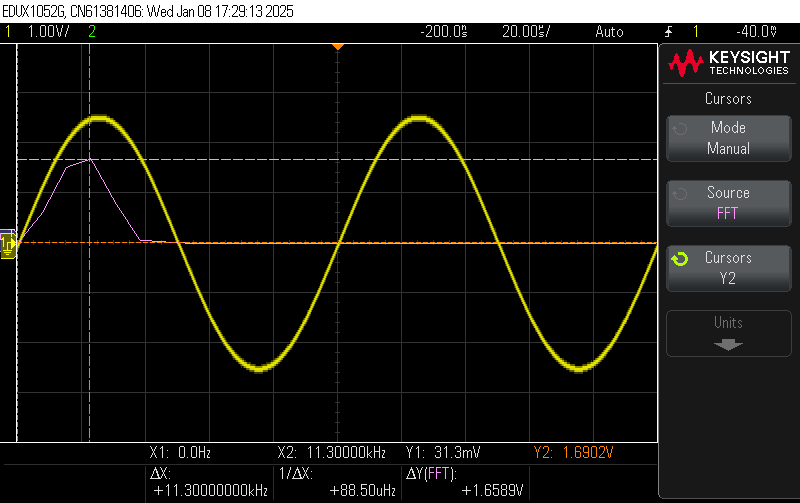 EDUX1052G, CN61381406: Wed Jan 08 17:29:13 2025
1 1.00V/ 2 -200.0ns 20.00s/ Auto 1 -40.0V
KEYSIGHT
TECHNOLOGIES
Cursors
Mode
Manual
Source
FFT
Cursors
Y2
Units
X1: 0.0Hz X2: 11.30000kHz Y1: 31.3mV Y2: 1.6902V
ΔX: 1/ΔX: ΔY(FFT):
+11.30000000kHz +88.50uHz +1.6589V